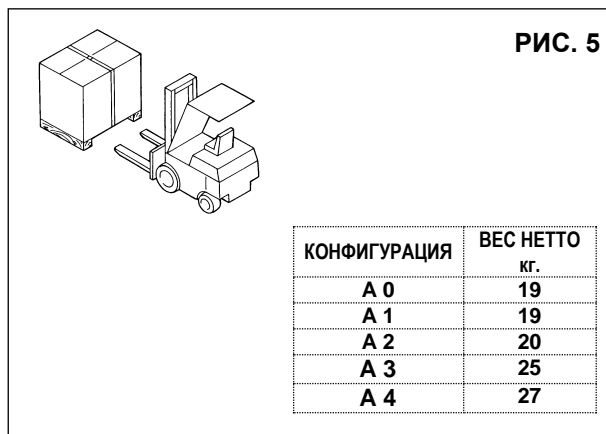 РИС. 5
КОНФИГУРАЦИЯ ВЕС НЕТТО
кг.
А 0 19
А 1 19
А 2 20
А 3 25
А 4 27